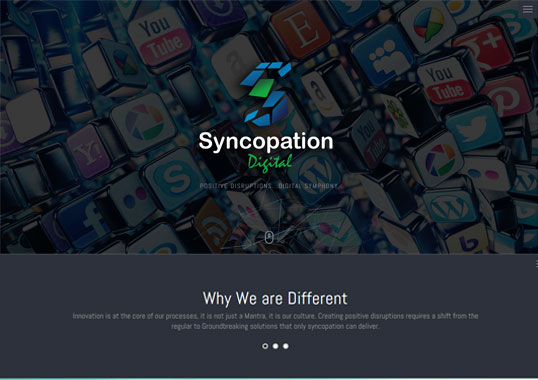 You
Tube
You
Tube
g+
You
Tube
Syncopation
Digital
POSITIVE DISRUPTIONS. DIGITAL SYMPHONY.
Why We are Different
Innovation is at the core of our processes, it is not just a Mantra, it is our culture. Creating positive disruptions requires a shift from the
regular to Groundbreaking solutions that only syncopation can deliver.